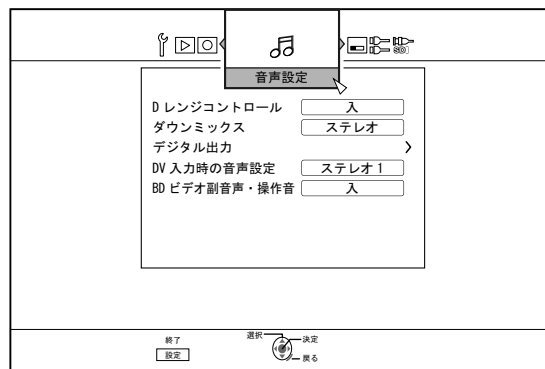 SD
音声設定
D レンジコントロール 入
ダウンミックス ステレオ
デジタル出力
DV 入力時の音声設定 ステレオ 1
BD ビデオ副音声・操作音 入
終了
設定
選択
決定
戻る